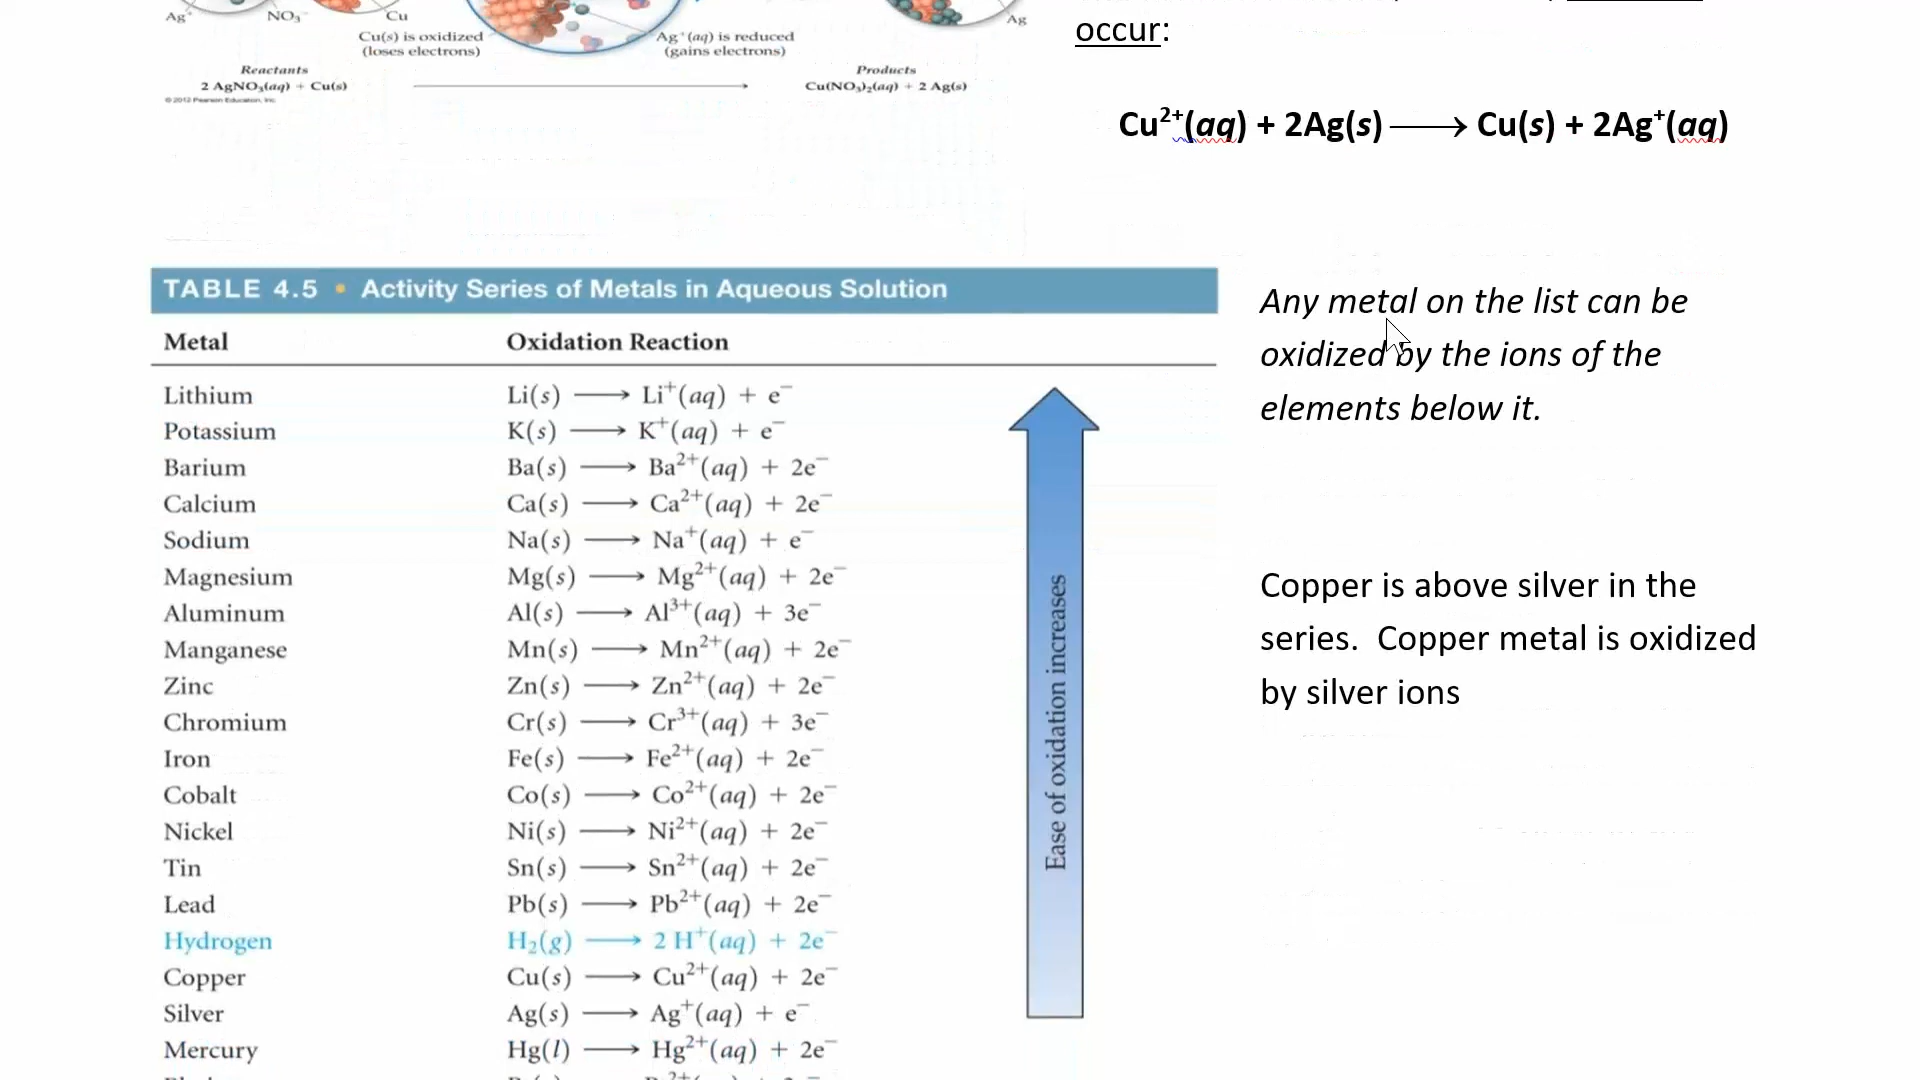 Ag⁺
NO₃⁻
Cu
Ag
Cu(s) is oxidized
(loses electrons)
Ag⁺(aq) is reduced
(gains electrons)
Reactants
2 AgNO₃(aq) + Cu(s)
Products
Cu(NO₃)₂(aq) + 2 Ag(s)
© 2012 Pearson Education, Inc.
occur:
Cu²⁺(aq) + 2Ag(s) ⟶ Cu(s) + 2Ag⁺(aq)
TABLE 4.5 • Activity Series of Metals in Aqueous Solution
Metal Oxidation Reaction
Lithium Li(s) ⟶ Li⁺(aq) + e⁻
Potassium K(s) ⟶ K⁺(aq) + e⁻
Barium Ba(s) ⟶ Ba²⁺(aq) + 2e⁻
Calcium Ca(s) ⟶ Ca²⁺(aq) + 2e⁻
Sodium Na(s) ⟶ Na⁺(aq) + e⁻
Magnesium Mg(s) ⟶ Mg²⁺(aq) + 2e⁻
Aluminum Al(s) ⟶ Al³⁺(aq) + 3e⁻
Manganese Mn(s) ⟶ Mn²⁺(aq) + 2e⁻
Zinc Zn(s) ⟶ Zn²⁺(aq) + 2e⁻
Chromium Cr(s) ⟶ Cr³⁺(aq) + 3e⁻
Iron Fe(s) ⟶ Fe²⁺(aq) + 2e⁻
Cobalt Co(s) ⟶ Co²⁺(aq) + 2e⁻
Nickel Ni(s) ⟶ Ni²⁺(aq) + 2e⁻
Tin Sn(s) ⟶ Sn²⁺(aq) + 2e⁻
Lead Pb(s) ⟶ Pb²⁺(aq) + 2e⁻
Hydrogen H₂(g) ⟶ 2 H⁺(aq) + 2e⁻
Copper Cu(s) ⟶ Cu²⁺(aq) + 2e⁻
Silver Ag(s) ⟶ Ag⁺(aq) + e⁻
Mercury Hg(l) ⟶ Hg²⁺(aq) + 2e⁻
Ease of oxidation increases
Any metal on the list can be
oxidized by the ions of the
elements below it.
Copper is above silver in the
series. Copper metal is oxidized
by silver ions